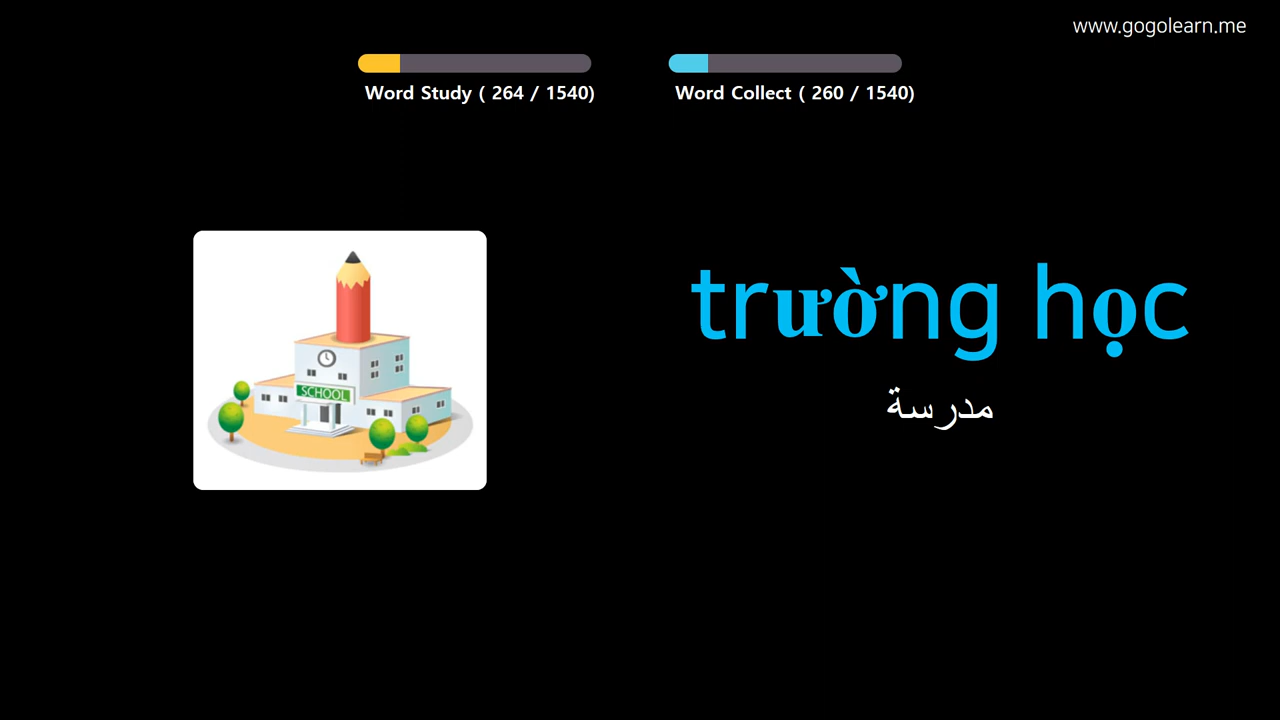 www.gogolearn.me
Word Study ( 264 / 1540)
Word Collect ( 260 / 1540)
SCHOOL
trường học
مدرسة